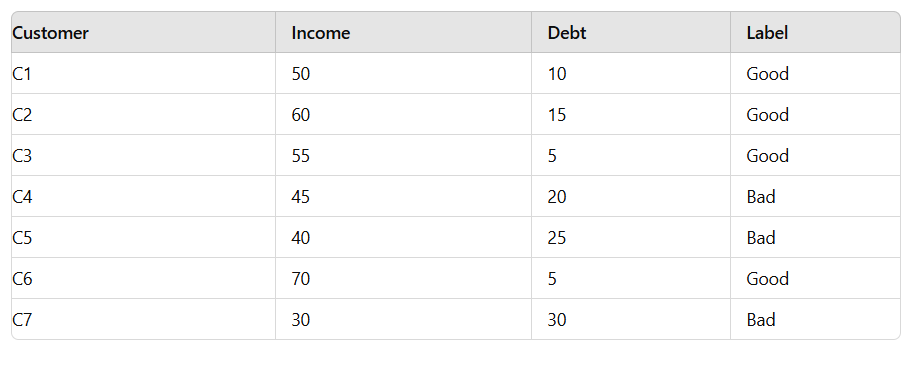 Customer Income Debt Label
C1 50 10 Good
C2 60 15 Good
C3 55 5 Good
C4 45 20 Bad
C5 40 25 Bad
C6 70 5 Good
C7 30 30 Bad